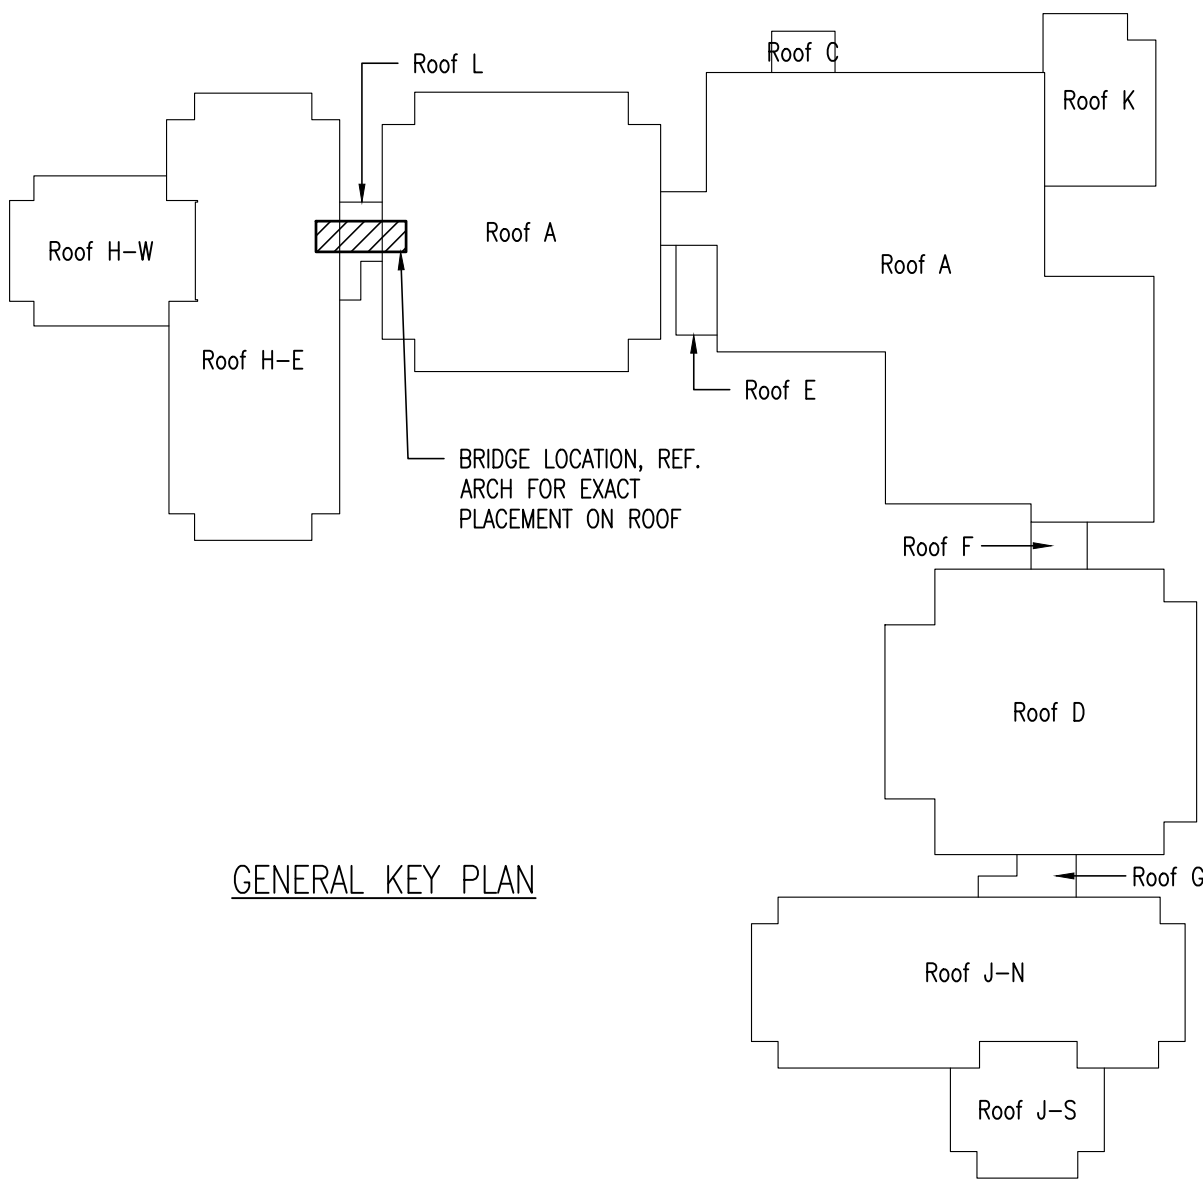 Roof C
Roof L
Roof K
Roof A
Roof H-W
Roof A
Roof H-E
Roof E
BRIDGE LOCATION, REF.
ARCH FOR EXACT
PLACEMENT ON ROOF
Roof F
Roof D
GENERAL KEY PLAN
Roof G
Roof J-N
Roof J-S